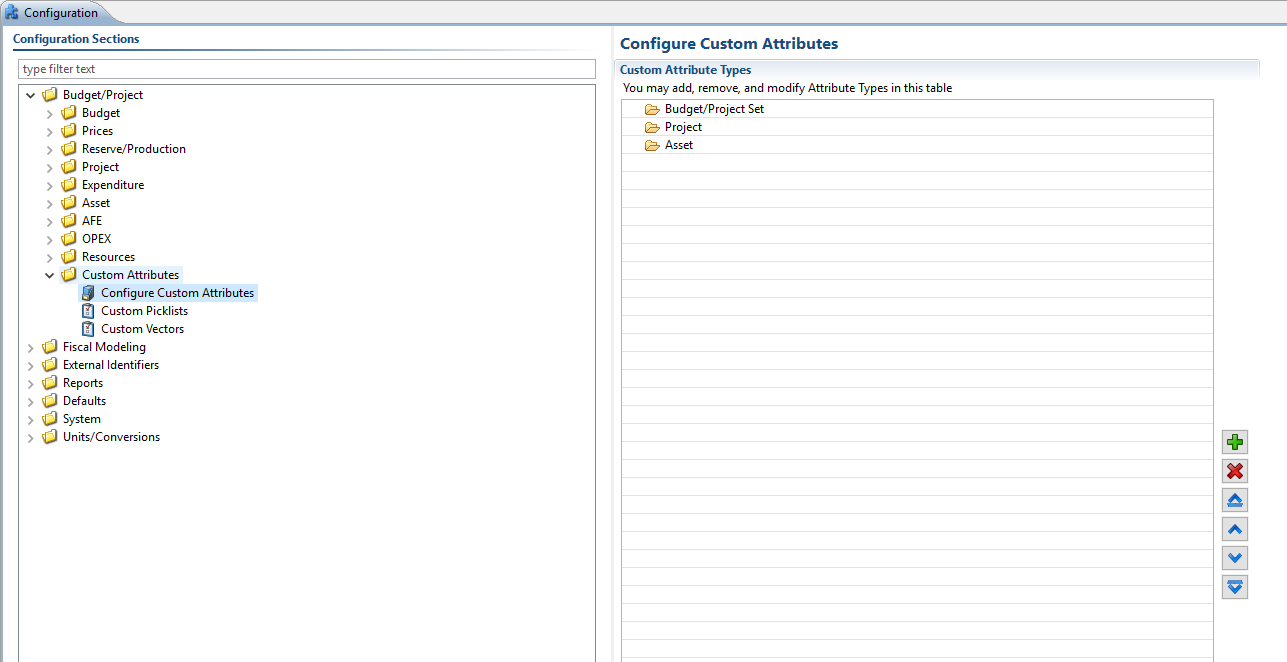 Configuration
Configuration Sections
type filter text
Budget/Project
Budget
Prices
Reserve/Production
Project
Expenditure
Asset
AFE
OPEX
Resources
Custom Attributes
Configure Custom Attributes
Custom Picklists
Custom Vectors
Fiscal Modeling
External Identifiers
Reports
Defaults
System
Units/Conversions
Configure Custom Attributes
Custom Attribute Types
You may add, remove, and modify Attribute Types in this table
Budget/Project Set
Project
Asset